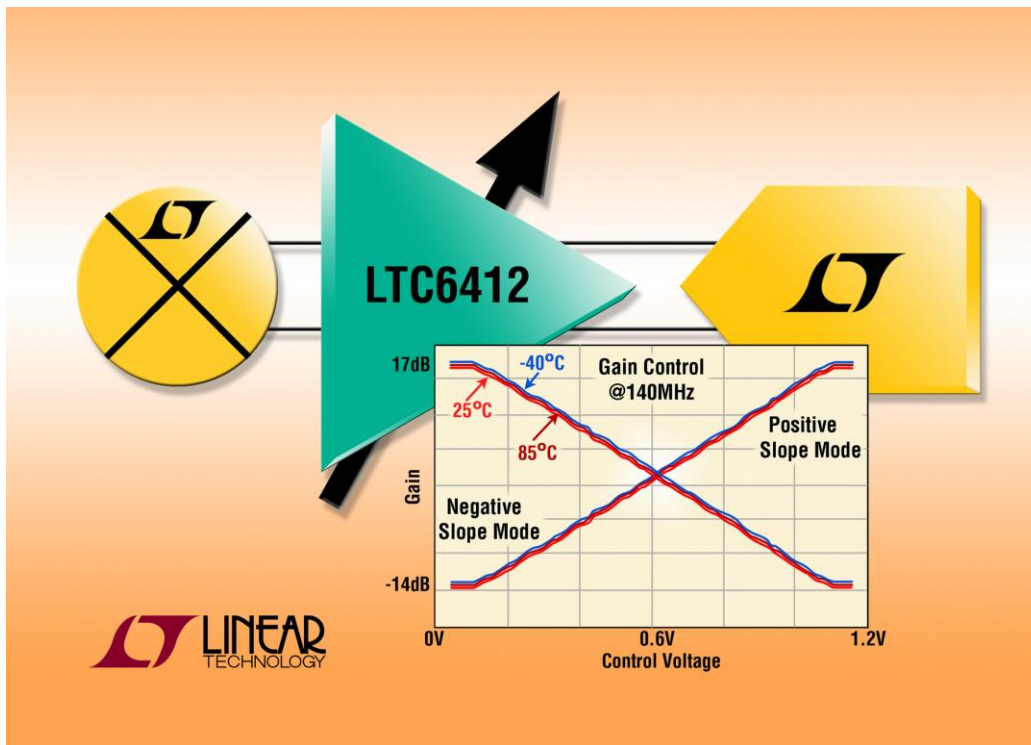 LTC6412
17dB
-40°C
Gain Control
@140MHz
25°C
85°C
Positive
Slope Mode
Gain
Negative
Slope Mode
-14dB
0V
0.6V
1.2V
Control Voltage
LINEAR
TECHNOLOGY